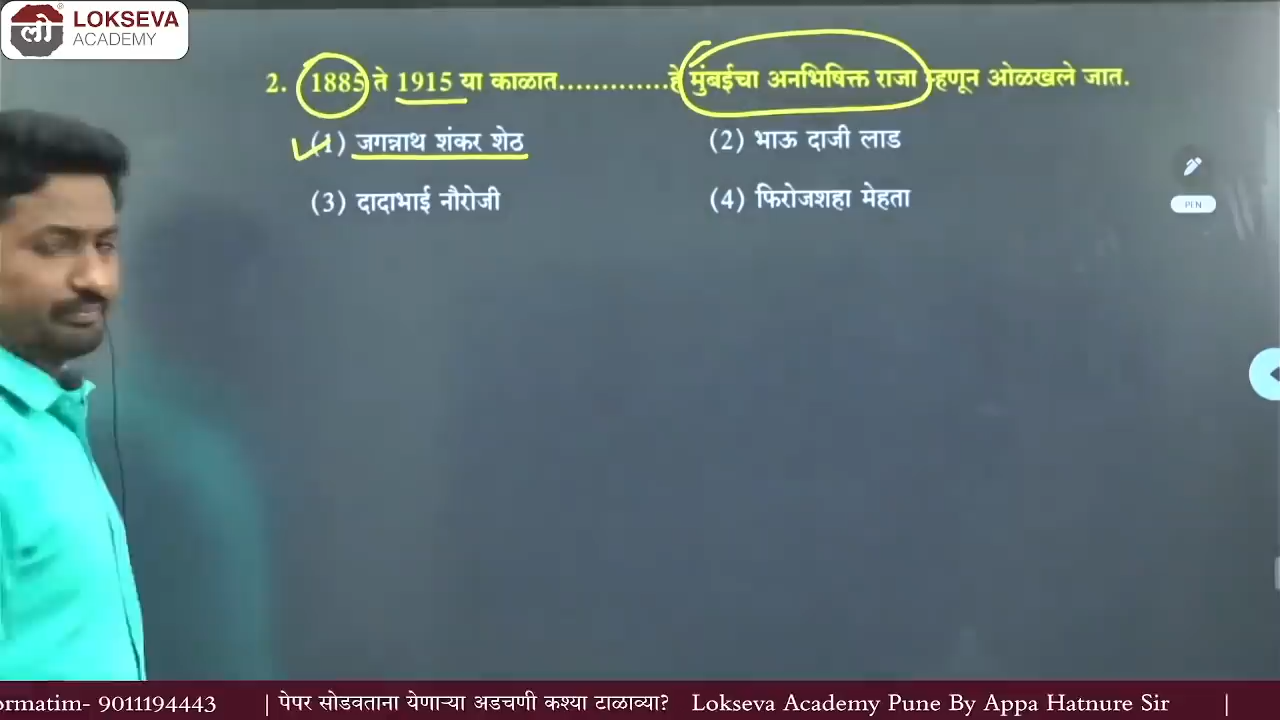 लो
LOKSEVA
ACADEMY
2. 1885 ते 1915 या काळात.............हे मुंबईचा अनभिषिक्त राजा म्हणून ओळखले जात.
(1) जगन्नाथ शंकर शेठ
(2) भाऊ दाजी लाड
(3) दादाभाई नौरोजी
(4) फिरोजशहा मेहता
PEN
ormatim- 9011194443 | पेपर सोडवताना येणाऱ्या अडचणी कश्या टाळाव्या? Lokseva Academy Pune By Appa Hatnure Sir |